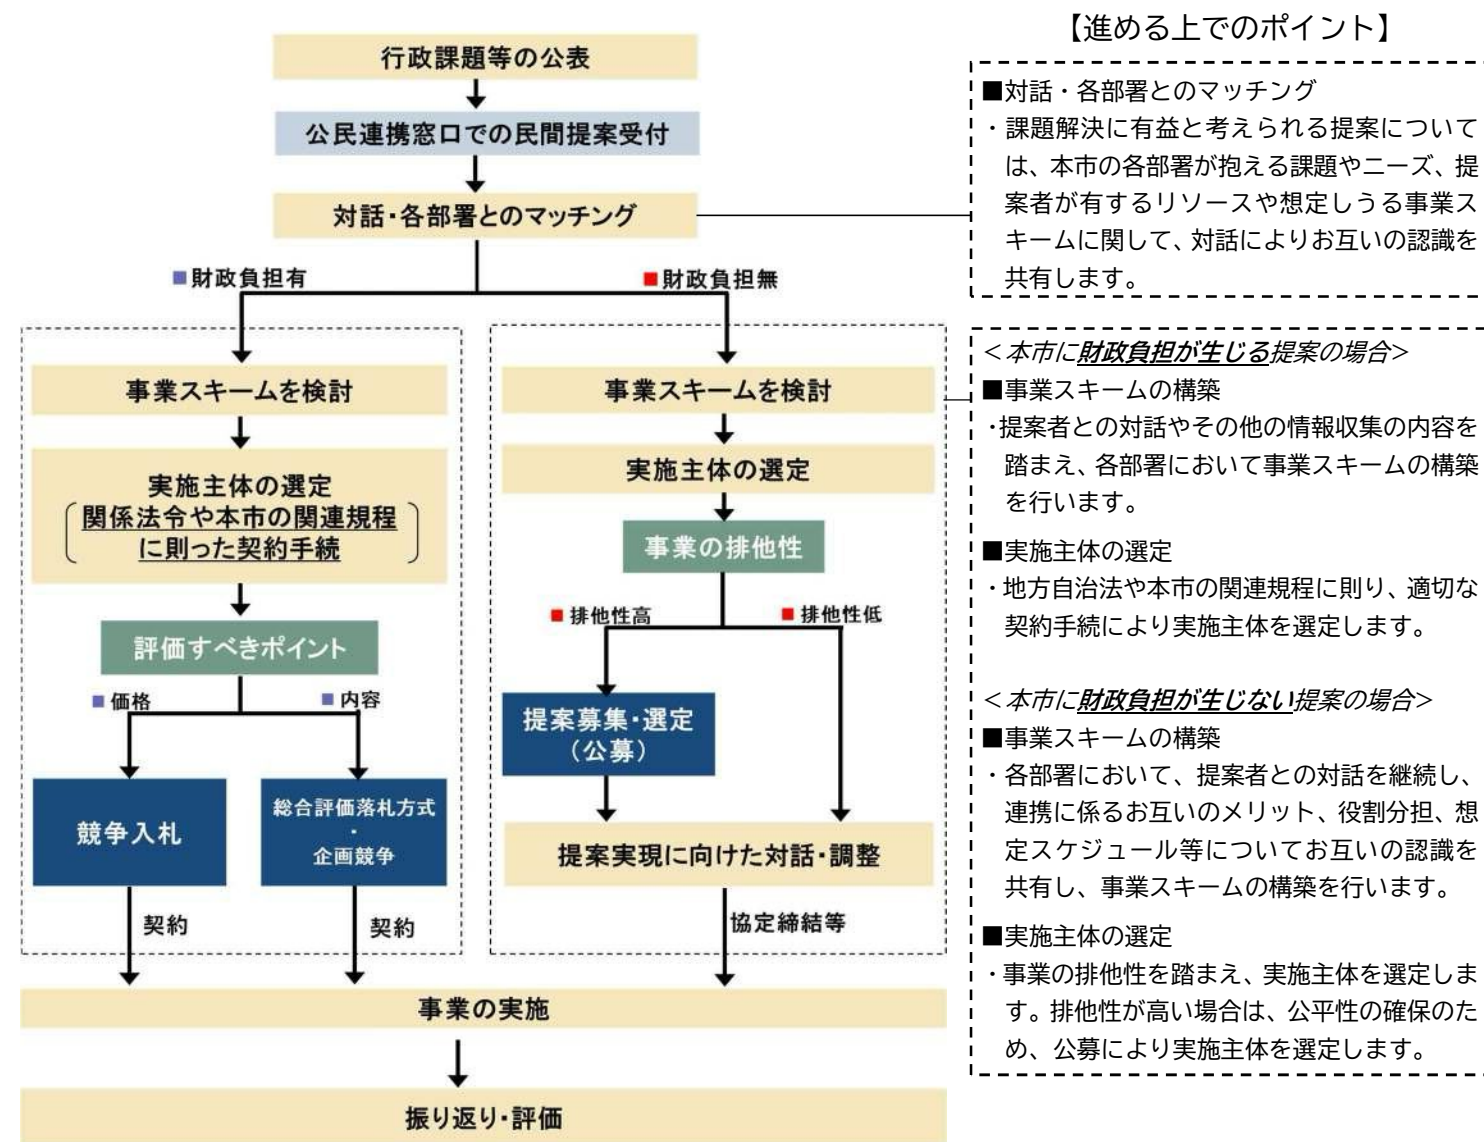 行政課題等の公表
公民連携窓口での民間提案受付
対話・各部署とのマッチング
■財政負担有
■財政負担無
事業スキームを検討
実施主体の選定
関係法令や本市の関連規程
に則った契約手続
評価すべきポイント
■価格
■内容
競争入札
総合評価落札方式
・
企画競争
契約
契約
事業スキームを検討
実施主体の選定
事業の排他性
■排他性高
■排他性低
提案募集・選定
（公募）
提案実現に向けた対話・調整
協定締結等
事業の実施
振り返り・評価
【進める上でのポイント】
■対話・各部署とのマッチング
・課題解決に有益と考えられる提案について
は、本市の各部署が抱える課題やニーズ、提
案者が有するリソースや想定しうる事業ス
キームに関して、対話によりお互いの認識を
共有します。
＜本市に財政負担が生じる提案の場合＞
■事業スキームの構築
・提案者との対話やその他の情報収集の内容を
踏まえ、各部署において事業スキームの構築
を行います。
■実施主体の選定
・地方自治法や本市の関連規程に則り、適切な
契約手続により実施主体を選定します。
＜本市に財政負担が生じない提案の場合＞
■事業スキームの構築
・各部署において、提案者との対話を継続し、
連携に係るお互いのメリット、役割分担、想
定スケジュール等についてお互いの認識を
共有し、事業スキームの構築を行います。
■実施主体の選定
・事業の排他性を踏まえ、実施主体を選定しま
す。排他性が高い場合は、公平性の確保のた
め、公募により実施主体を選定します。